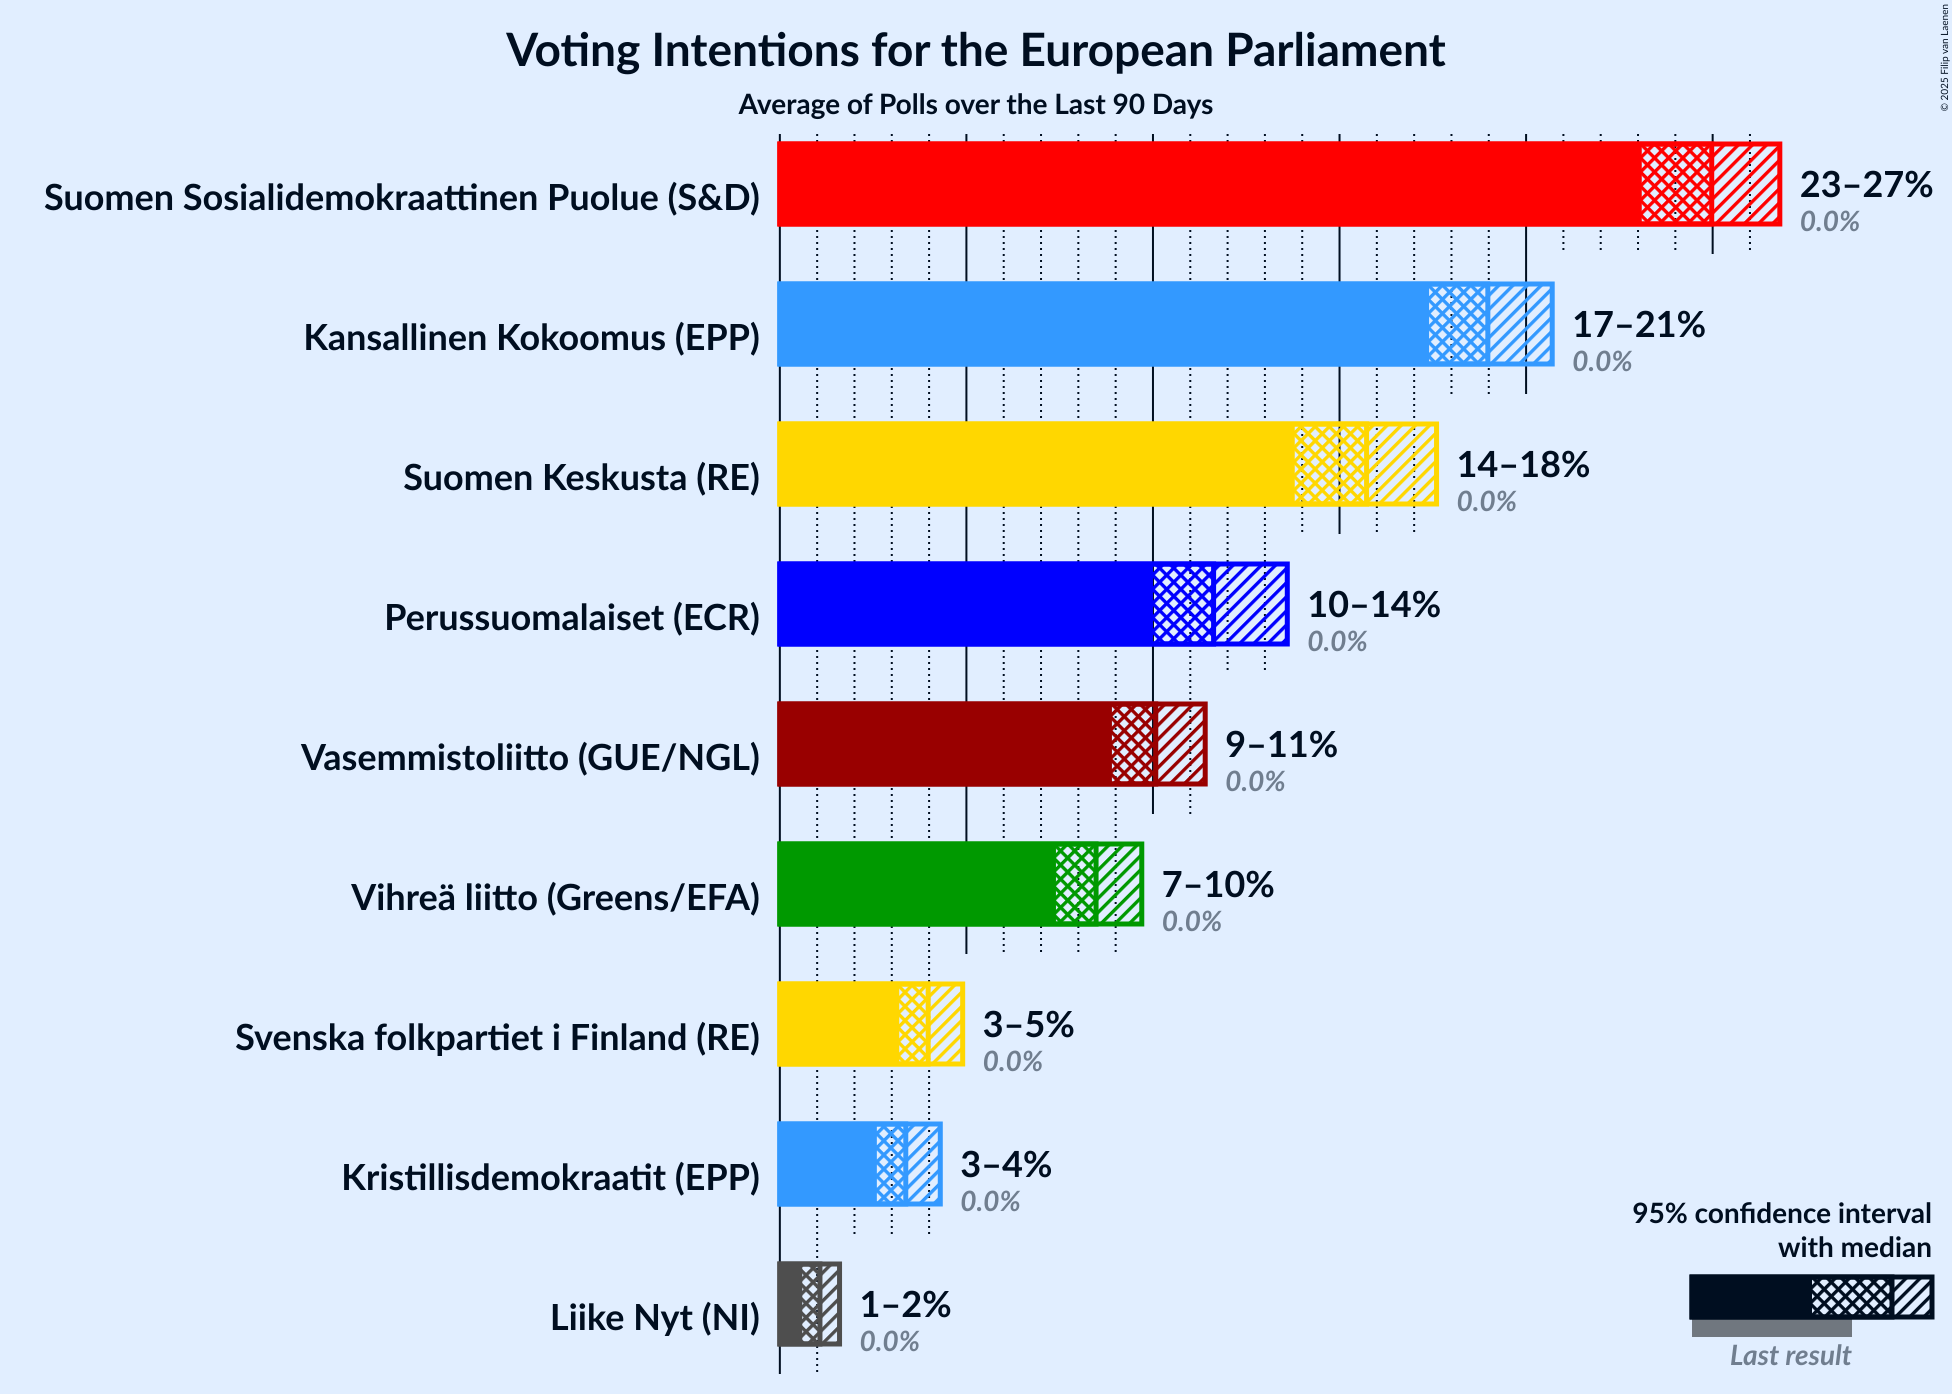 Voting Intentions for the European Parliament
Average of Polls over the Last 90 Days
© 2025 Filip van Laenen
Suomen Sosialidemokraattinen Puolue (S&D)
23–27%
0.0%
Kansallinen Kokoomus (EPP)
17–21%
0.0%
Suomen Keskusta (RE)
14–18%
0.0%
Perussuomalaiset (ECR)
10–14%
0.0%
Vasemmistoliitto (GUE/NGL)
9–11%
0.0%
Vihreä liitto (Greens/EFA)
7–10%
0.0%
Svenska folkpartiet i Finland (RE)
3–5%
0.0%
Kristillisdemokraatit (EPP)
3–4%
0.0%
Liike Nyt (NI)
1–2%
0.0%
95% confidence interval
with median
Last result